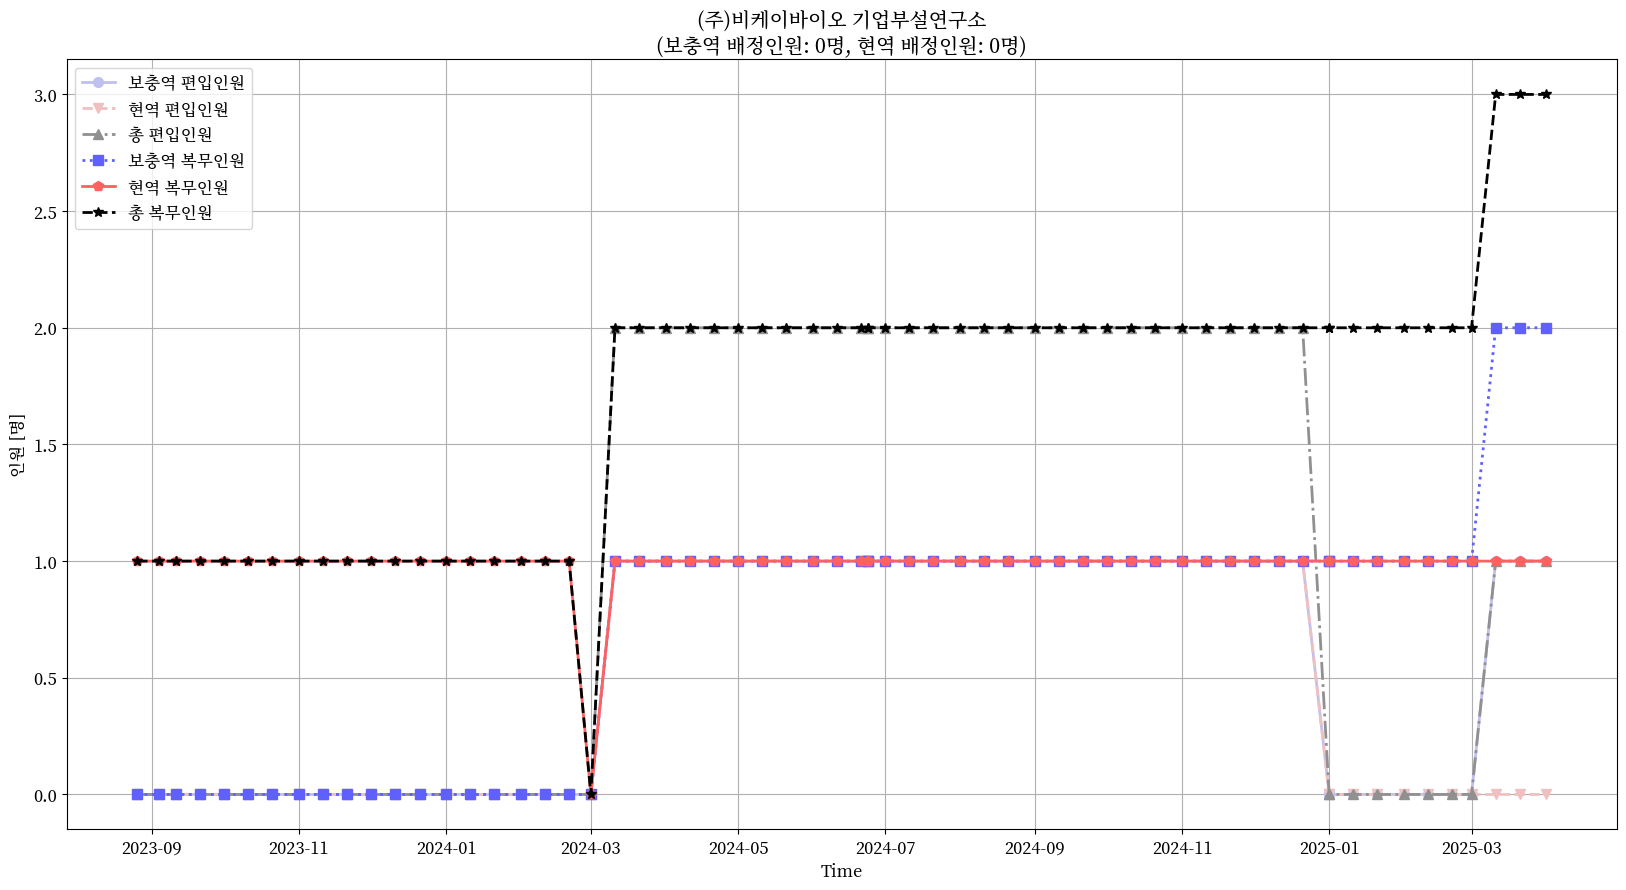 (주)비케이바이오 기업부설연구소
(보충역 배정인원: 0명, 현역 배정인원: 0명)
보충역 편입인원
현역 편입인원
총 편입인원
보충역 복무인원
현역 복무인원
총 복무인원
인원 [명]
3.0
2.5
2.0
1.5
1.0
0.5
0.0
2023-09
2023-11
2024-01
2024-03
2024-05
2024-07
2024-09
2024-11
2025-01
2025-03
Time